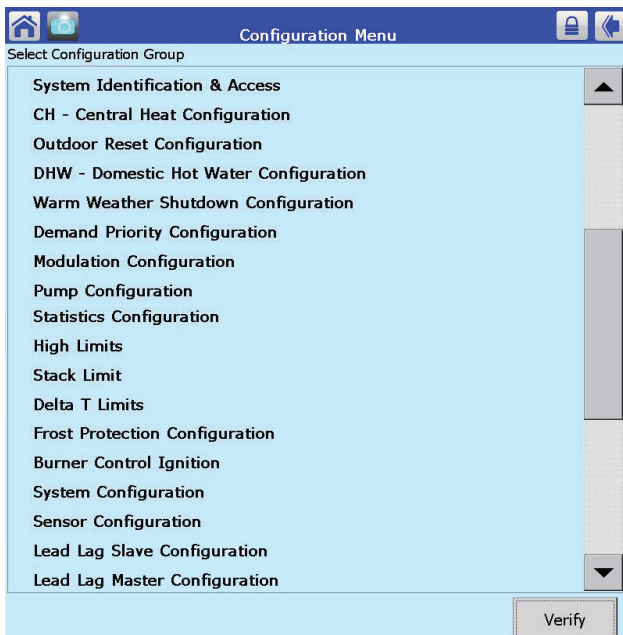 Configuration Menu
Select Configuration Group
System Identification & Access
CH - Central Heat Configuration
Outdoor Reset Configuration
DHW - Domestic Hot Water Configuration
Warm Weather Shutdown Configuration
Demand Priority Configuration
Modulation Configuration
Pump Configuration
Statistics Configuration
High Limits
Stack Limit
Delta T Limits
Frost Protection Configuration
Burner Control Ignition
System Configuration
Sensor Configuration
Lead Lag Slave Configuration
Lead Lag Master Configuration
Verify